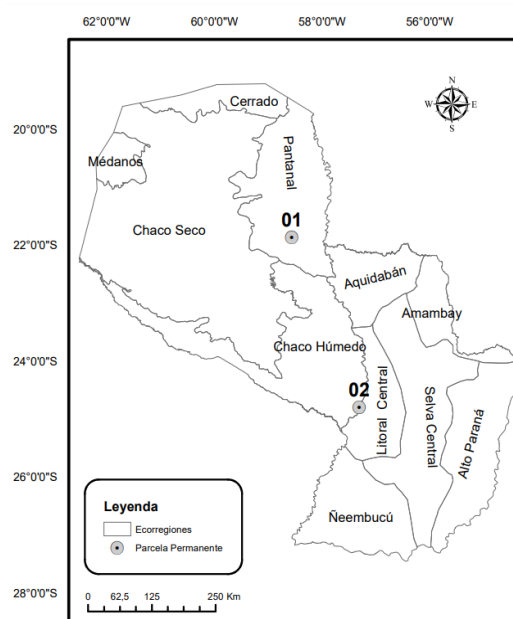 62°0'0"W 60°0'0"W 58°0'0"W 56°0'0"W
N
W E
S
20°0'0"S
22°0'0"S
24°0'0"S
26°0'0"S
28°0'0"S
Cerrado
Médanos
Pantanal
Chaco Seco
01
Aquidabán
Amambay
Chaco Húmedo
02
Litoral Central
Selva Central
Alto Paraná
Ñeembucú
Leyenda
Ecorregiones
Parcela Permanente
0 62,5 125 250 Km